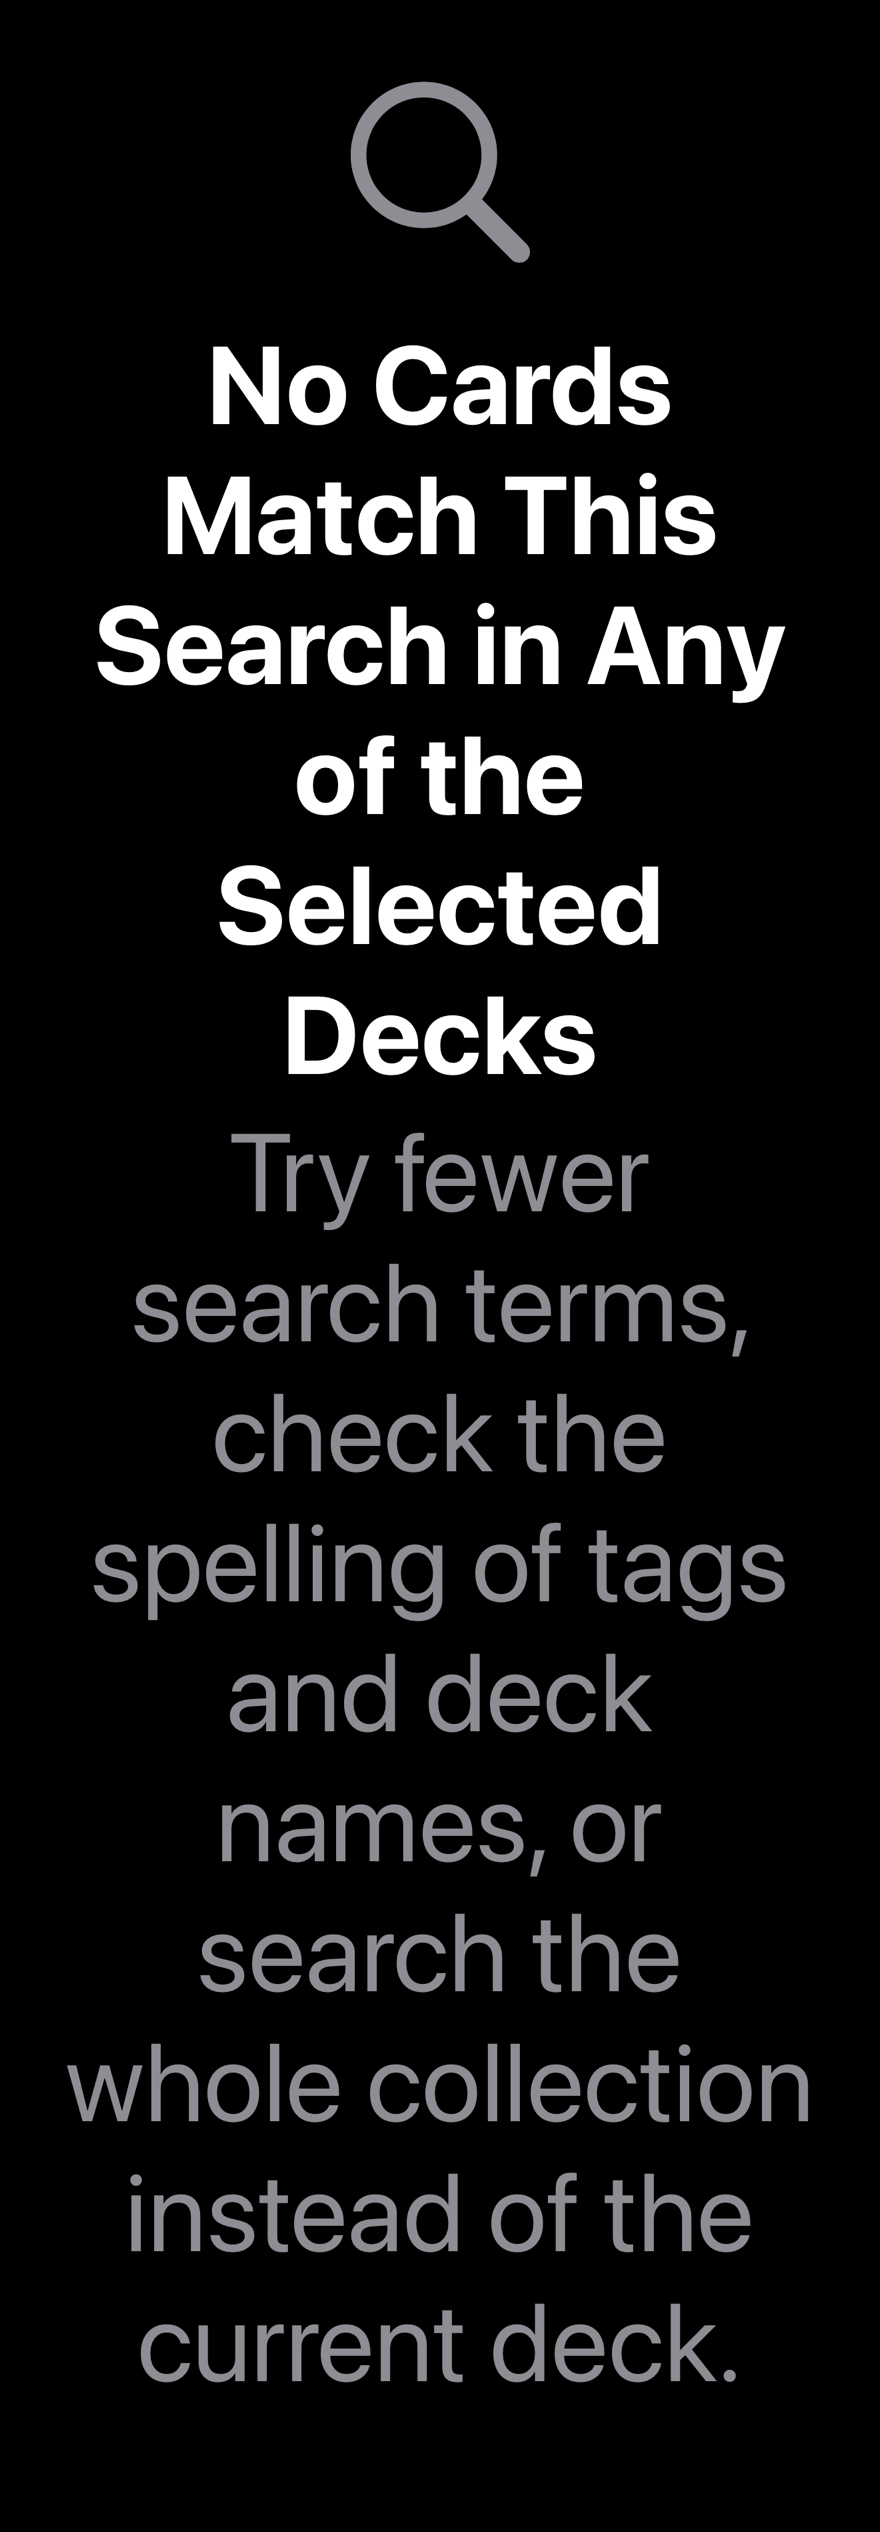 No Cards
Match This
Search in Any
of the
Selected
Decks
Try fewer
search terms,
check the
spelling of tags
and deck
names, or
search the
whole collection
instead of the
current deck.